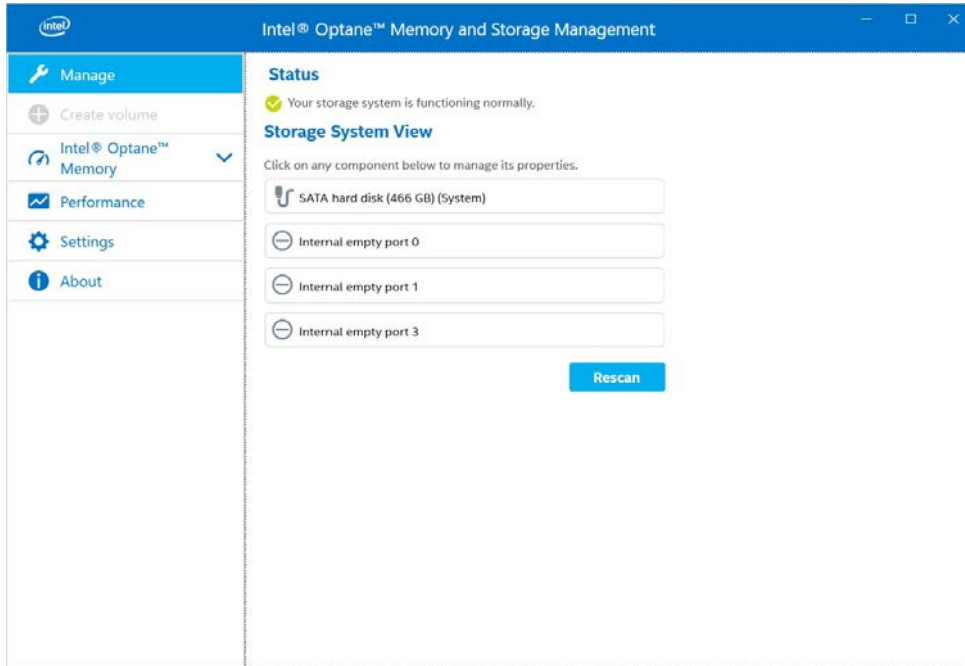 intel
Intel® Optane™ Memory and Storage Management
Manage
Create volume
Intel® Optane™
Memory
Performance
Settings
About
Status
Your storage system is functioning normally.
Storage System View
Click on any component below to manage its properties.
SATA hard disk (466 GB) (System)
Internal empty port 0
Internal empty port 1
Internal empty port 3
Rescan